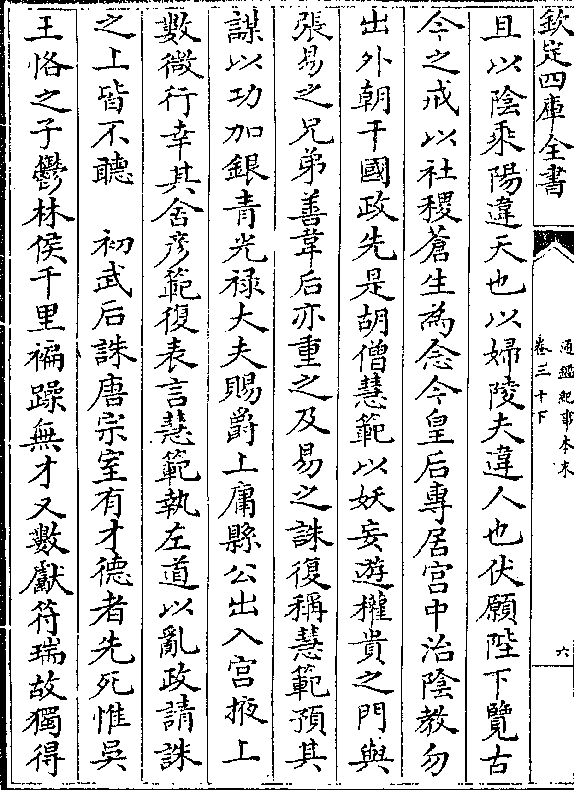 欽定四庫全書
通鑑紀事本末
卷三十下
六
且以陰乘陽違天也以婦陵夫違人也伏願陛下覽古
今之戒以社稷蒼生為念令皇后專居宮中治陰教勿
出外朝干國政先是胡僧慧範以妖妄遊權貴之門與
張易之兄弟善韋后亦重之及易之誅復稱慧範預其
謀以功加銀青光祿大夫賜爵上庸縣公出入宮掖上
數微行幸其舍彦範復表言慧範執左道以亂政請誅
之上皆不聽　初武后誅唐宗室有才德者先死惟吳
王恪之子鬱林侯千里褊躁無才又數獻符瑞故獨得